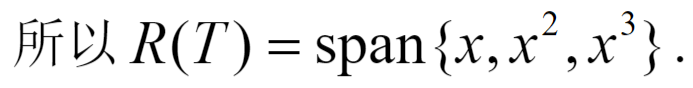 所以 R(T) = span{x, x², x³}.